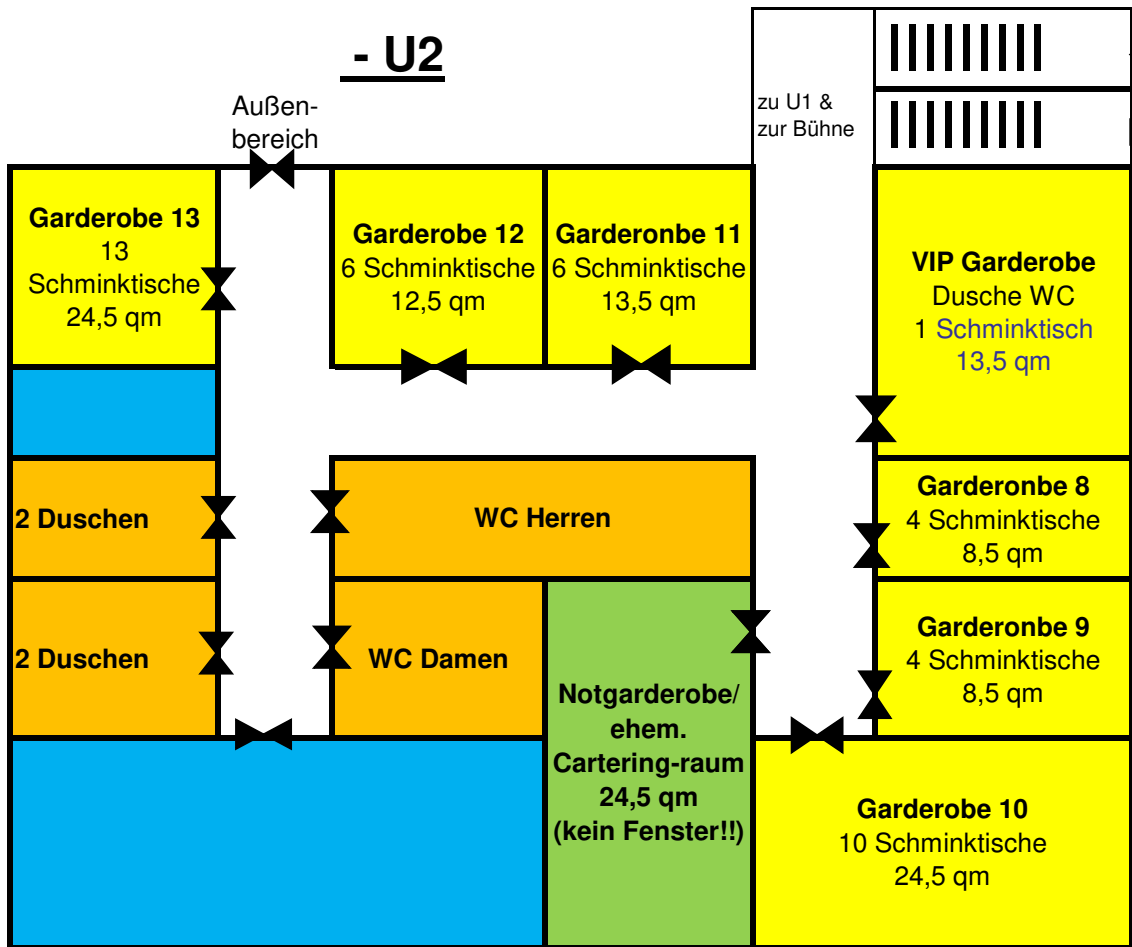 - U2
Außen-
bereich
zu U1 &
zur Bühne
Garderobe 13
13
Schminktische
24,5 qm
Garderobe 12
6 Schminktische
12,5 qm
Garderonbe 11
6 Schminktische
13,5 qm
VIP Garderobe
Dusche WC
1 Schminktisch
13,5 qm
2 Duschen
WC Herren
Garderonbe 8
4 Schminktische
8,5 qm
2 Duschen
WC Damen
Notgarderobe/
ehem.
Cartering-raum
24,5 qm
(kein Fenster!!)
Garderonbe 9
4 Schminktische
8,5 qm
Garderobe 10
10 Schminktische
24,5 qm